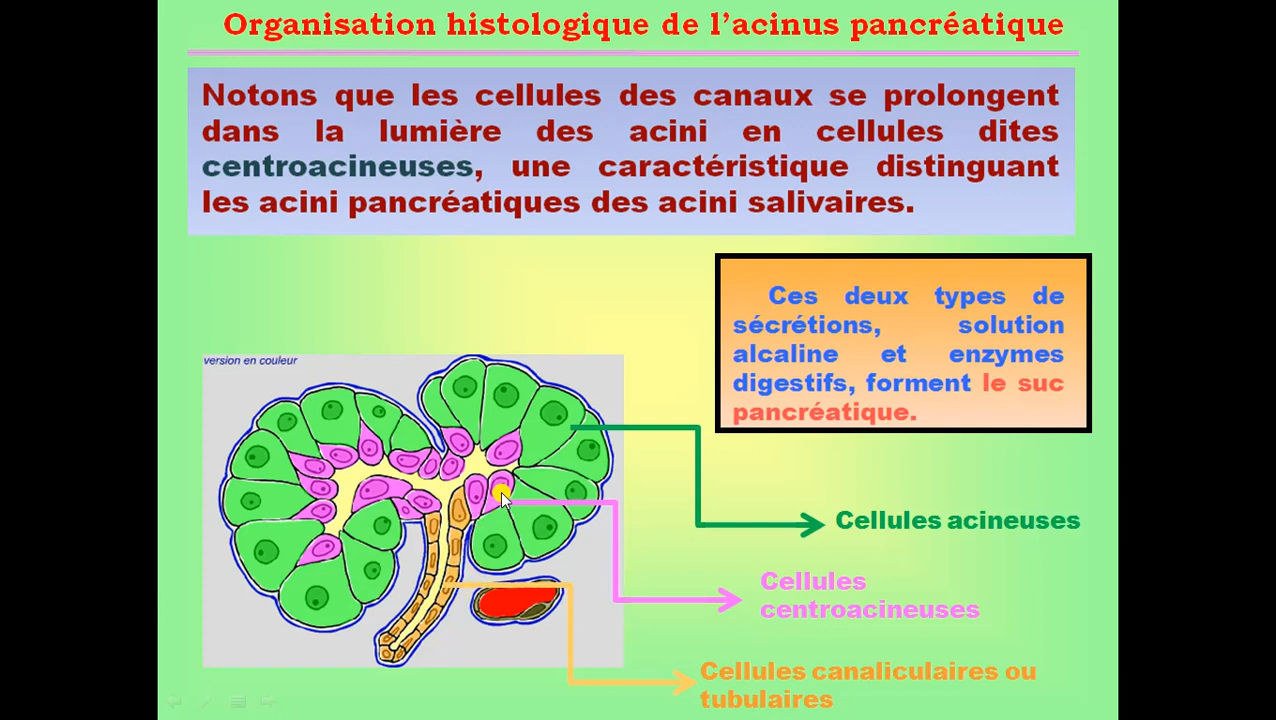 Organisation histologique de l’acinus pancréatique
Notons que les cellules des canaux se prolongent
dans la lumière des acini en cellules dites
centroacineuses, une caractéristique distinguant
les acini pancréatiques des acini salivaires.
Ces deux types de
sécrétions, solution
alcaline et enzymes
digestifs, forment le suc
pancréatique.
version en couleur
Cellules acineuses
Cellules
centroacineuses
Cellules canaliculaires ou
tubulaires